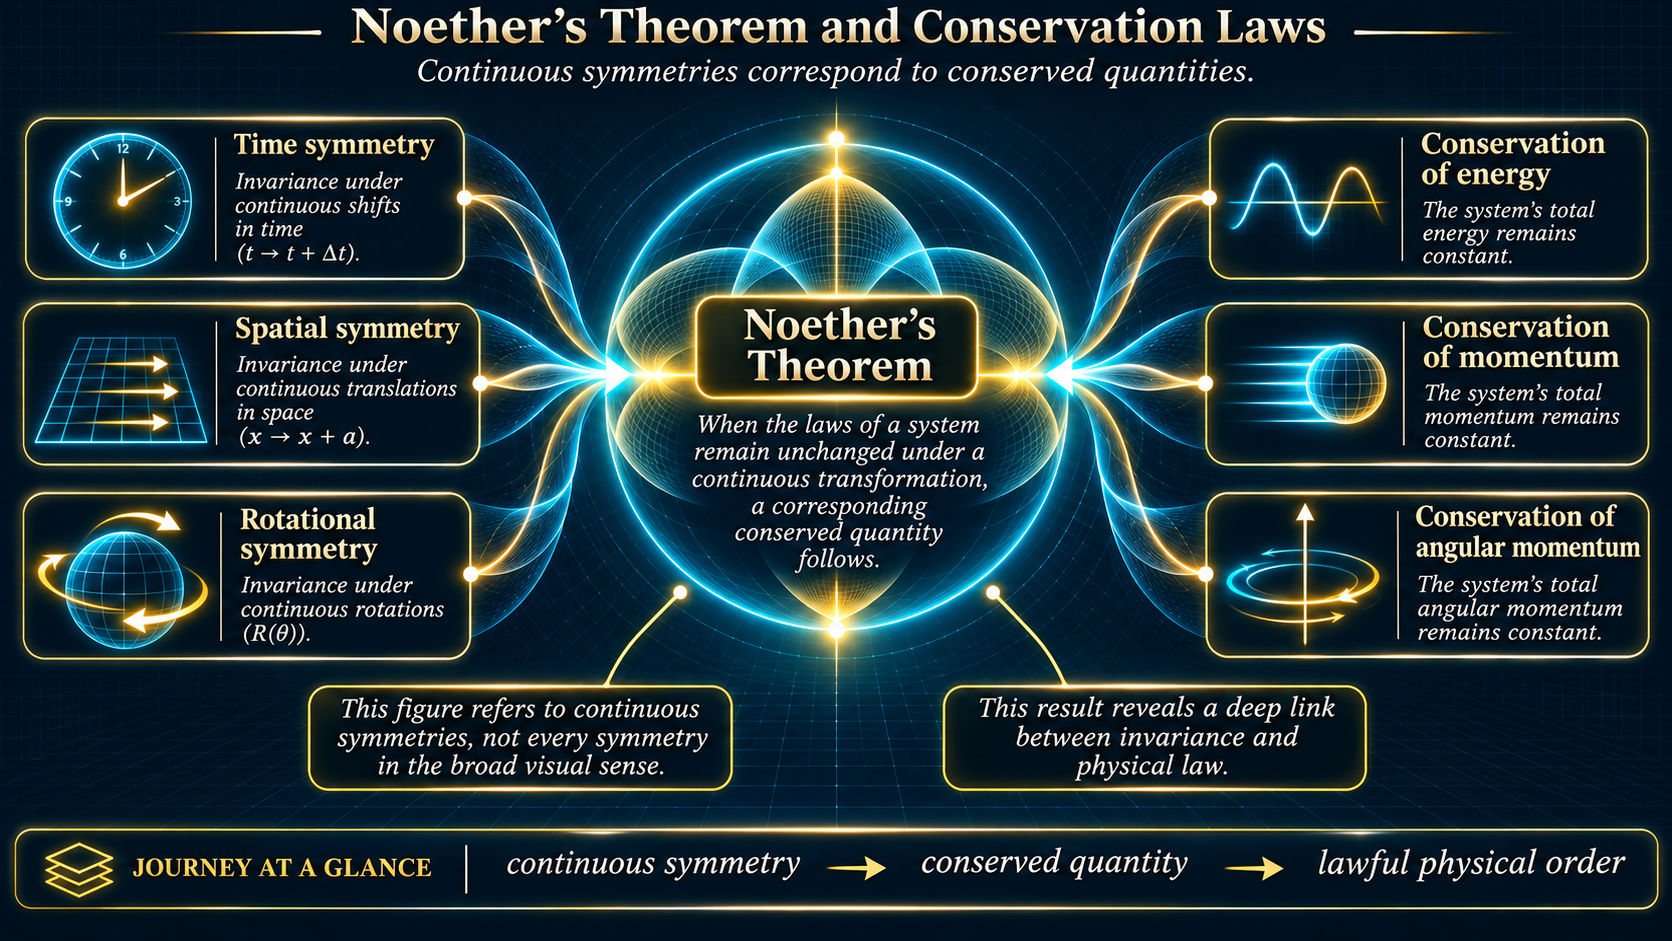 Noether's Theorem and Conservation Laws
Continuous symmetries correspond to conserved quantities.
12
3
6
9
Time symmetry
Invariance under
continuous shifts
in time
(t → t + Δt).
Spatial symmetry
Invariance under
continuous translations
in space
(x → x + a).
Rotational
symmetry
Invariance under
continuous rotations
(R(θ)).
Noether's
Theorem
When the laws of a system
remain unchanged under a
continuous transformation,
a corresponding
conserved quantity
follows.
Conservation
of energy
The system's total
energy remains
constant.
Conservation
of momentum
The system's total
momentum remains
constant.
Conservation of
angular momentum
The system's total
angular momentum
remains constant.
This figure refers to continuous
symmetries, not every symmetry
in the broad visual sense.
This result reveals a deep link
between invariance and
physical law.
JOURNEY AT A GLANCE
continuous symmetry → conserved quantity → lawful physical order